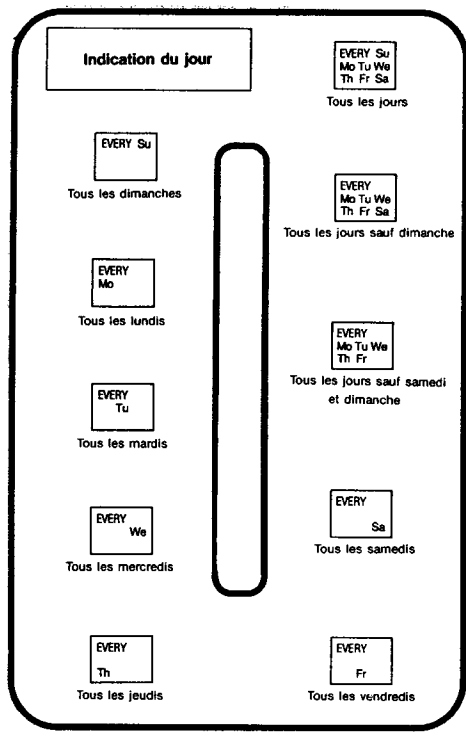 Indication du jour
EVERY Su
Mo Tu We
Th Fr Sa
Tous les jours
EVERY Su
Tous les dimanches
EVERY
Mo Tu We
Th Fr Sa
Tous les jours sauf dimanche
EVERY
Mo
Tous les lundis
EVERY
Mo Tu We
Th Fr
Tous les jours sauf samedi
et dimanche
EVERY
Tu
Tous les mardis
EVERY
Sa
Tous les samedis
EVERY
We
Tous les mercredis
EVERY
Th
Tous les jeudis
EVERY
Fr
Tous les vendredis